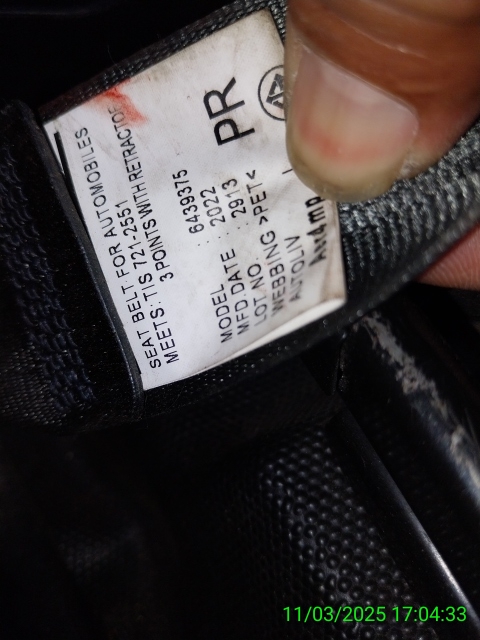 SEAT BELT FOR AUTOMOBILES
MEETS: TIS 721-2551
3 POINTS WITH RETRACTOR
PR
MODEL : 6439375
MFD.DATE : 2022
LOT NO. : 2913
WEBBING >PET<
AUTOLIV
11/03/2025 17:04:33